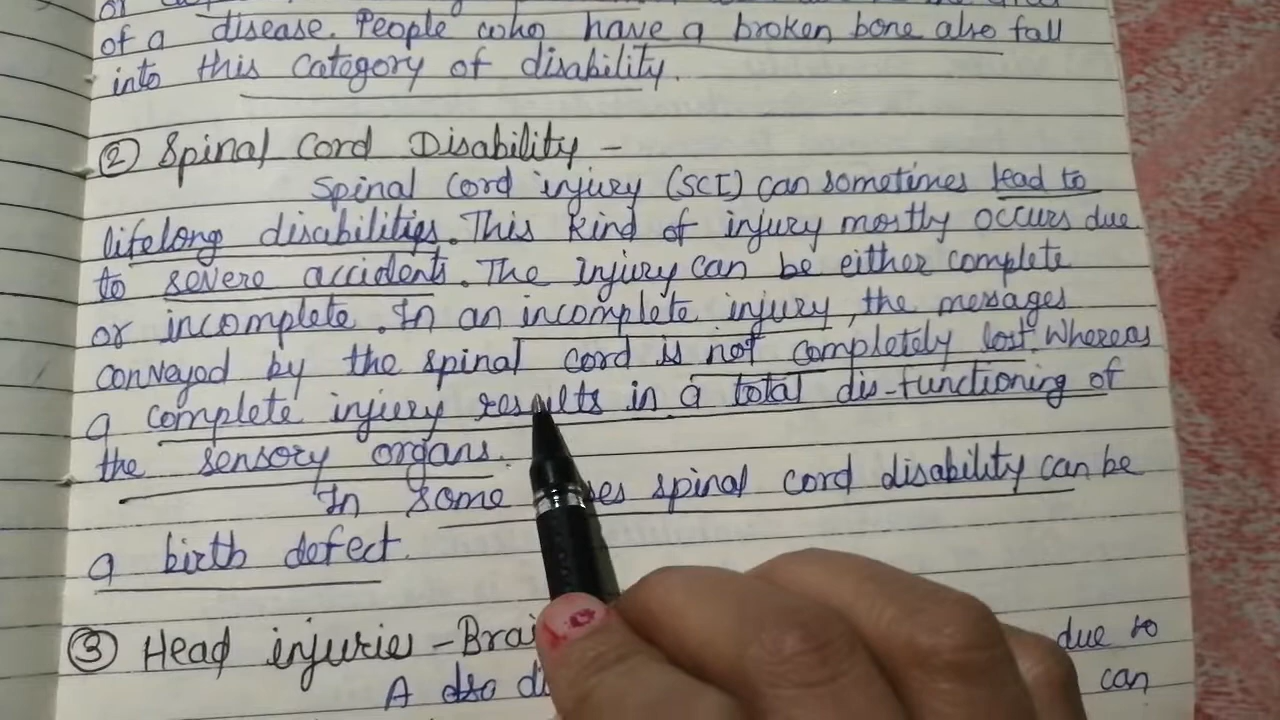 of a disease. People who have a broken bone also fall
into this category of disability.
② Spinal Cord Disability -
Spinal Cord injury (SCI) can sometimes lead to
lifelong disabilities. This kind of injury mostly occurs due
to severe accidents. The injury can be either complete
or incomplete. In an incomplete injury, the messages
conveyed by the spinal cord is not completely lost. Whereas
a complete injury results in a total dis-functioning of
the sensory organs.
In some spinal cord disability can be
a birth defect.
③ Head injuries - due to
A can